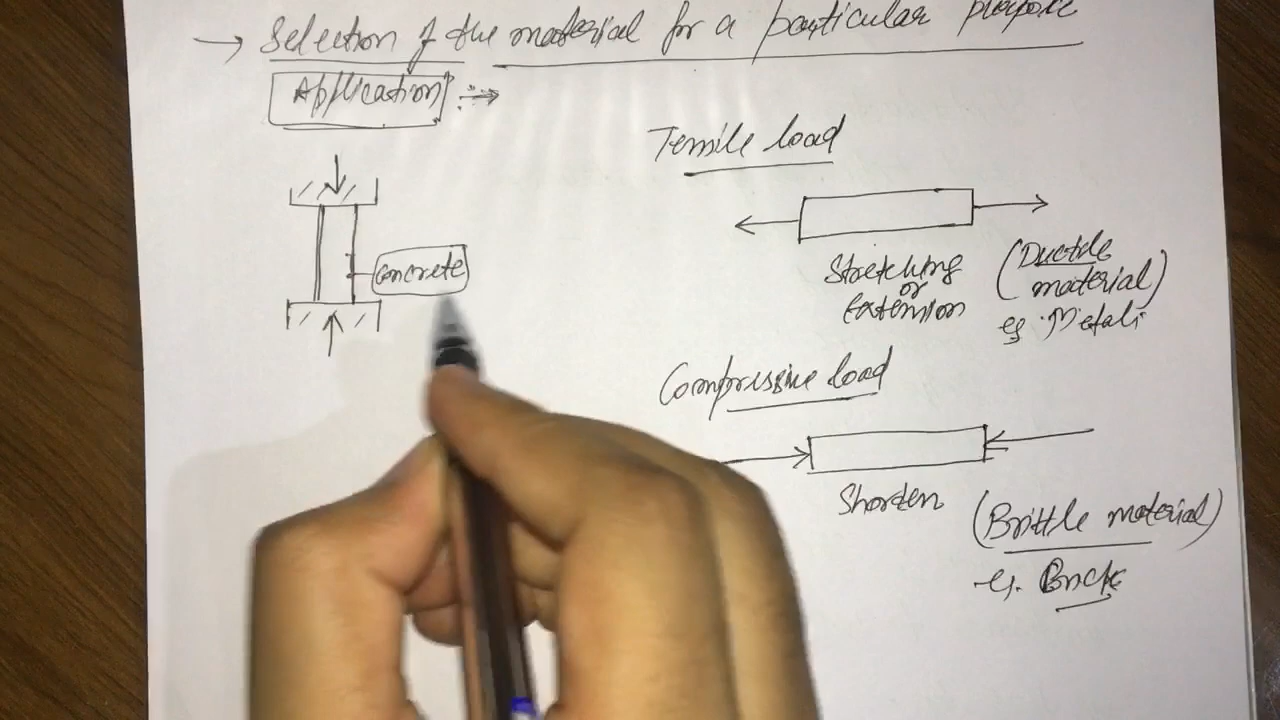 → Selection of the material for a particular purpose
Application :→
Concrete
Tensile load
Stretching
or
Extension
(Ductile
material)
eg. Metals
Compressive load
Shorten
(Brittle material)
eg. Brick